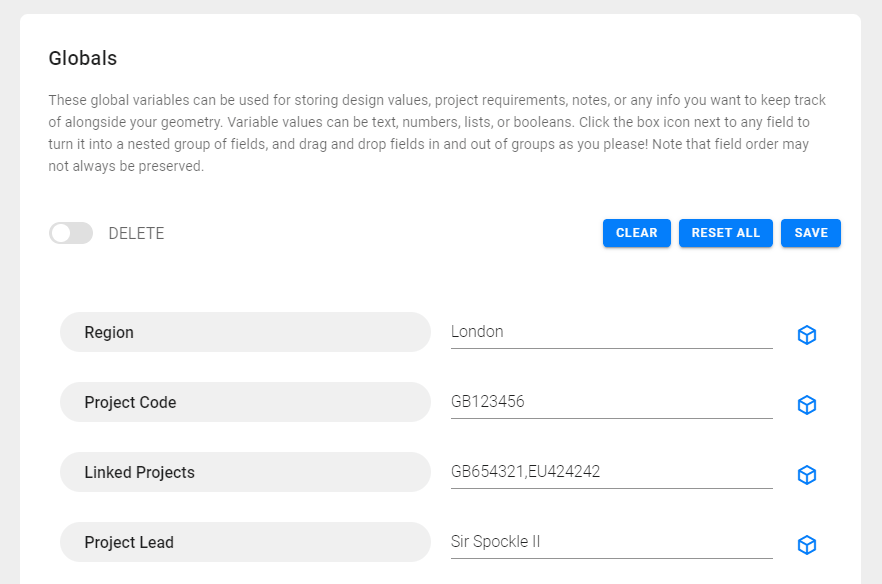 Globals
These global variables can be used for storing design values, project requirements, notes, or any info you want to keep track
of alongside your geometry. Variable values can be text, numbers, lists, or booleans. Click the box icon next to any field to
turn it into a nested group of fields, and drag and drop fields in and out of groups as you please! Note that field order may
not always be preserved.
DELETE CLEAR RESET ALL SAVE
Region London
Project Code GB123456
Linked Projects GB654321,EU424242
Project Lead Sir Spockle II